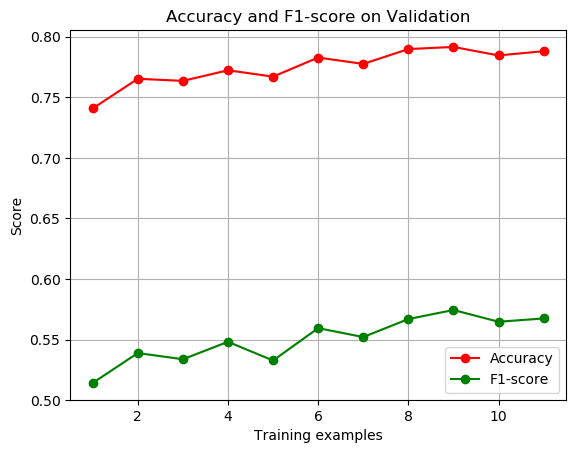 Accuracy and F1-score on Validation
0.80
0.75
0.70
0.65
0.60
0.55
0.50
Score
2 4 6 8 10
Training examples
Accuracy
F1-score